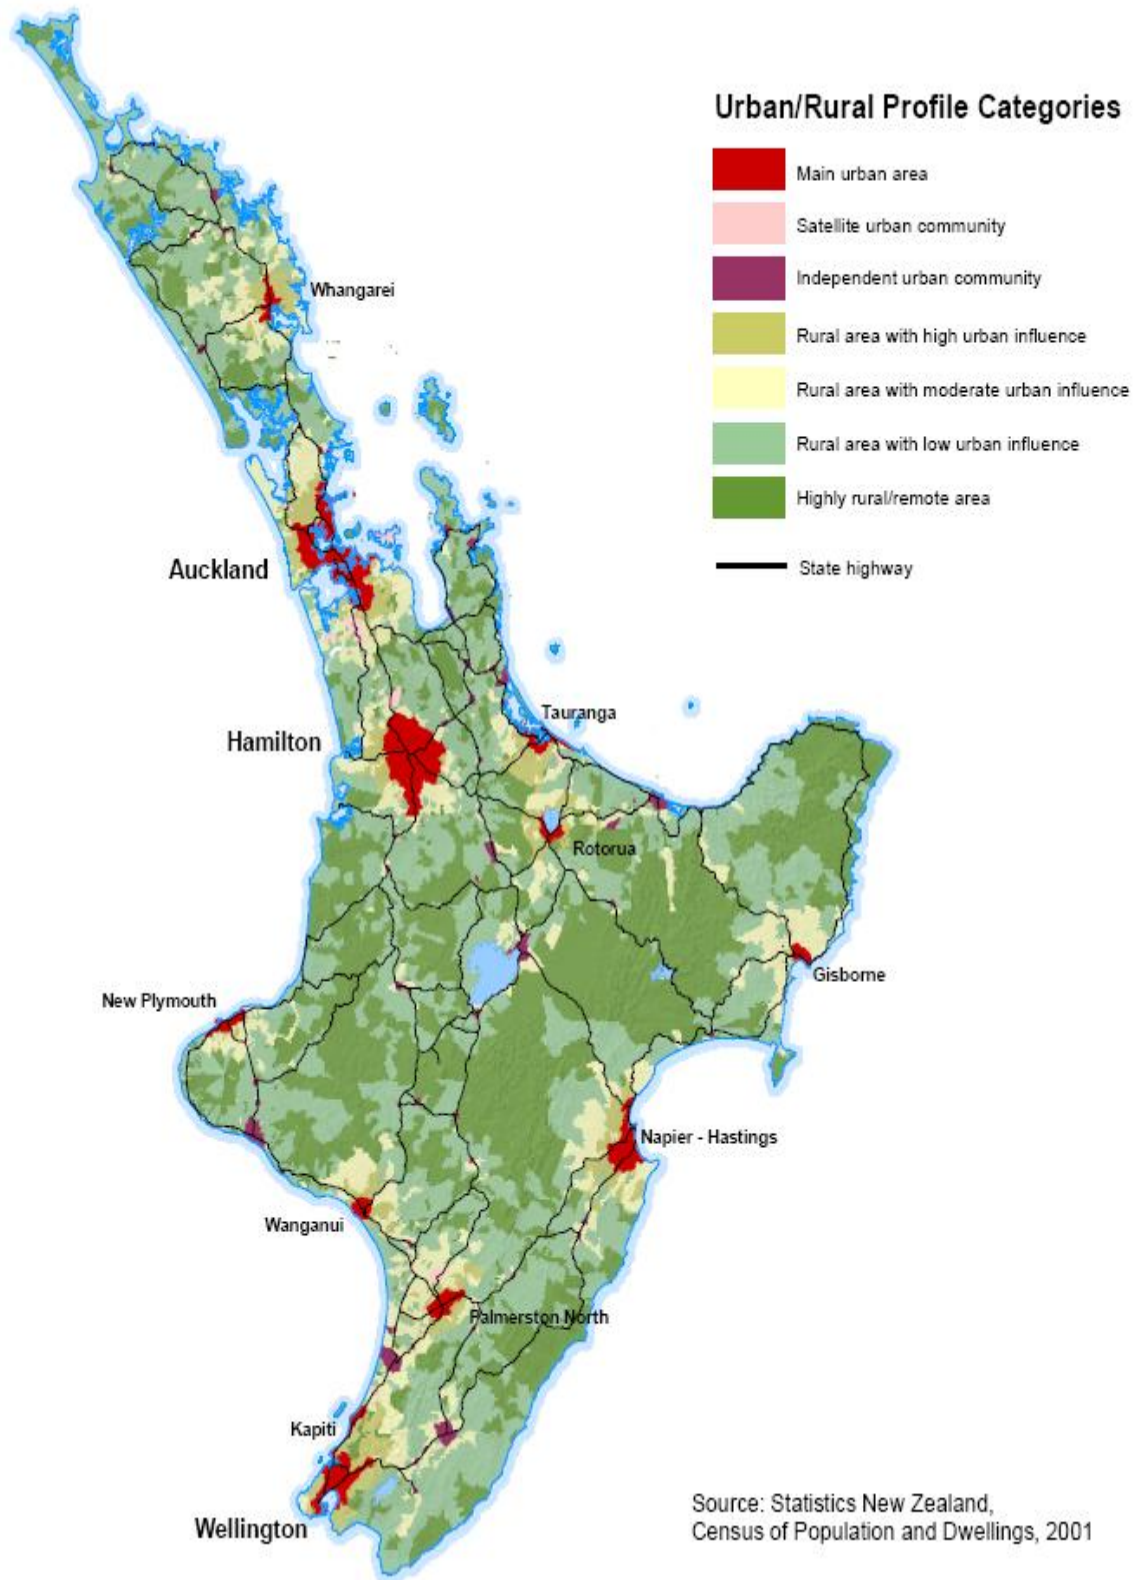 Urban/Rural Profile Categories
Main urban area
Satellite urban community
Independent urban community
Rural area with high urban influence
Rural area with moderate urban influence
Rural area with low urban influence
Highly rural/remote area
State highway
Whangarei
Auckland
Tauranga
Hamilton
Rotorua
Gisborne
New Plymouth
Napier - Hastings
Wanganui
Palmerston North
Kapiti
Wellington
Source: Statistics New Zealand,
Census of Population and Dwellings, 2001